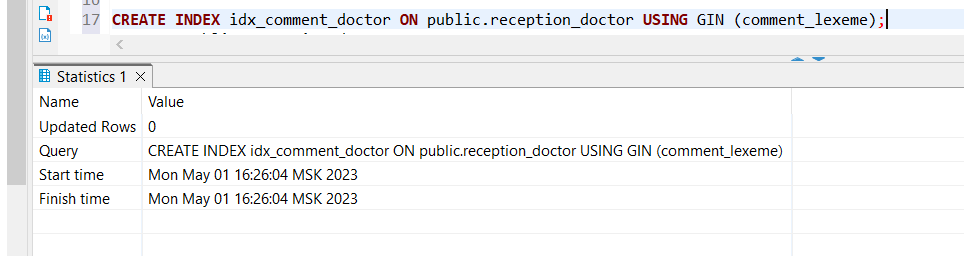 17 CREATE INDEX idx_comment_doctor ON public.reception_doctor USING GIN (comment_lexeme);
Statistics 1
Name Value
Updated Rows 0
Query CREATE INDEX idx_comment_doctor ON public.reception_doctor USING GIN (comment_lexeme)
Start time Mon May 01 16:26:04 MSK 2023
Finish time Mon May 01 16:26:04 MSK 2023